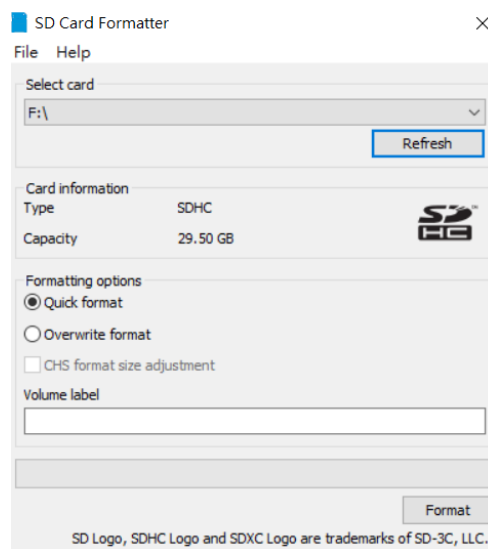 SD Card Formatter
File Help
Select card
F:\
Refresh
Card information
Type SDHC
Capacity 29.50 GB
SD HC
Formatting options
Quick format
Overwrite format
CHS format size adjustment
Volume label
Format
SD Logo, SDHC Logo and SDXC Logo are trademarks of SD-3C, LLC.